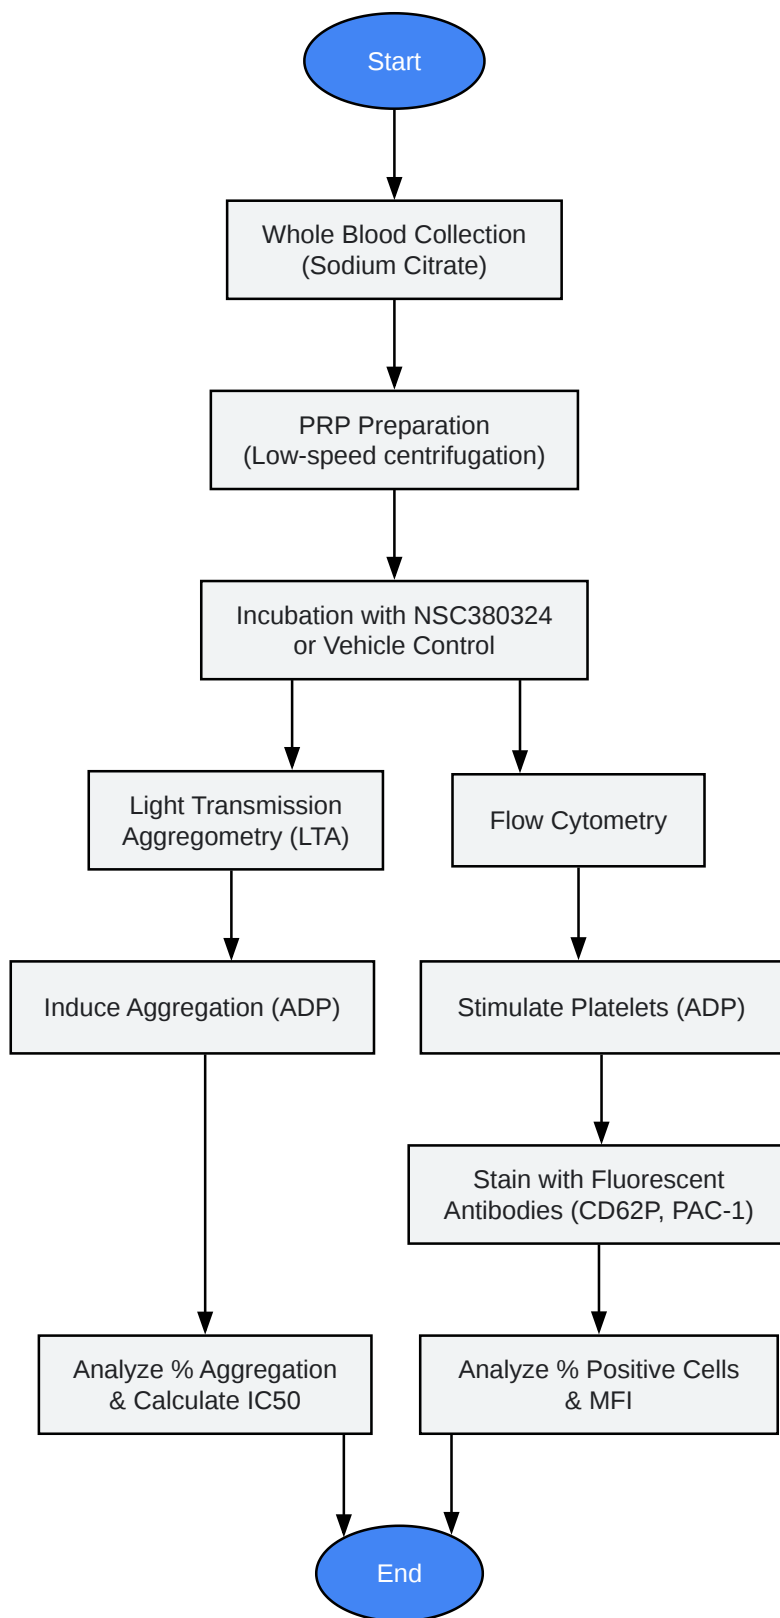 Start
Whole Blood Collection
(Sodium Citrate)
PRP Preparation
(Low-speed centrifugation)
Incubation with NSC380324
or Vehicle Control
Light Transmission
Aggregometry (LTA)
Flow Cytometry
Induce Aggregation (ADP)
Stimulate Platelets (ADP)
Stain with Fluorescent
Antibodies (CD62P, PAC-1)
Analyze % Aggregation
& Calculate IC50
Analyze % Positive Cells
& MFI
End